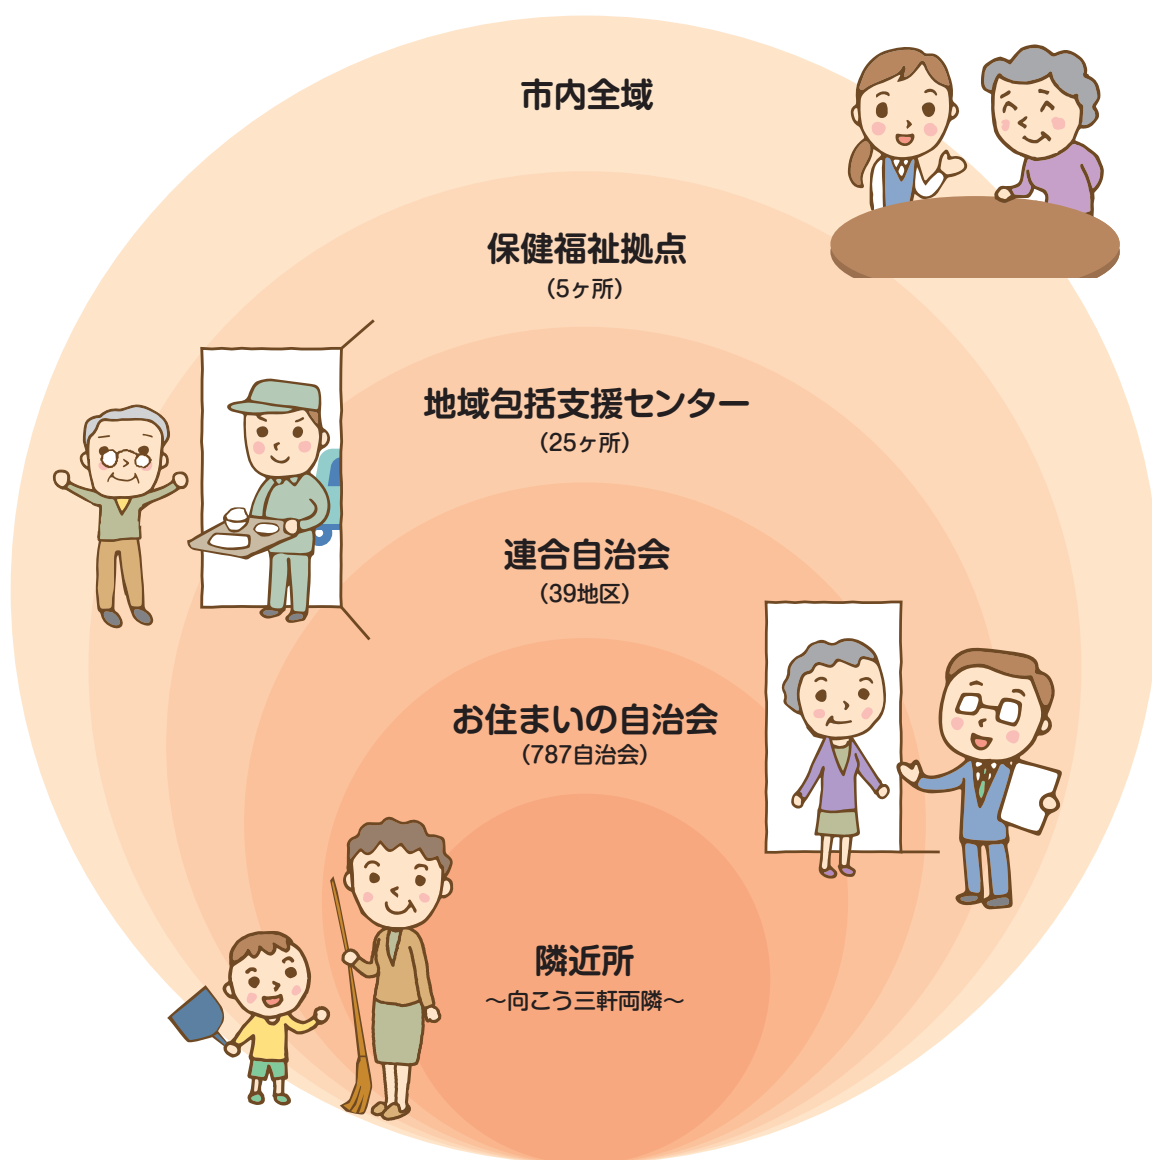 市内全域
保健福祉拠点
（5ヶ所）
地域包括支援センター
（25ヶ所）
連合自治会
（39地区）
お住まいの自治会
（787自治会）
隣近所
～向こう三軒両隣～